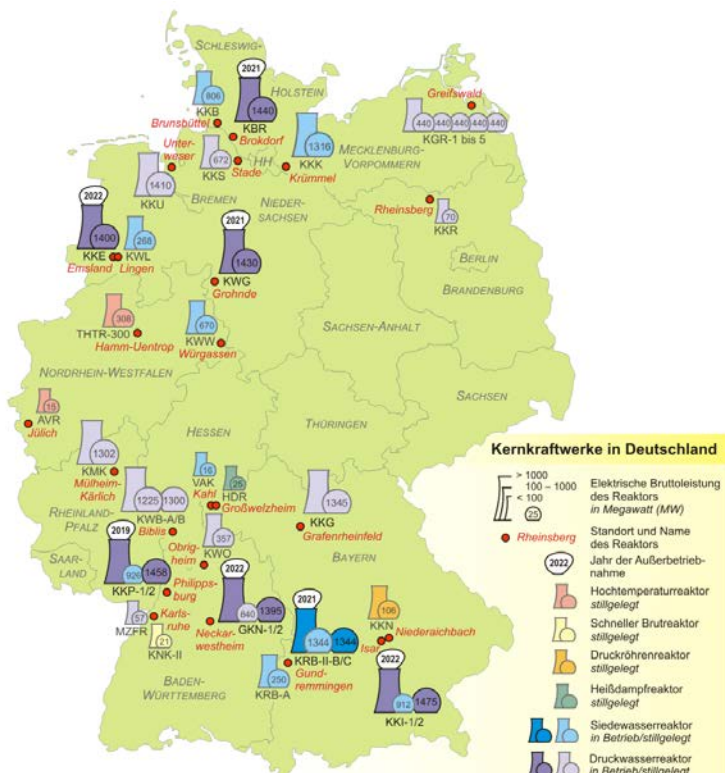 SCHLESWIG-
HOLSTEIN
2021
806
KKB
1440
KBR
Brunsbüttel
Brokdorf
Greifswald
440 440 440 440 440
KGR-1 bis 5
1316
KKK
Krümmel
MECKLENBURG-
VORPOMMERN
Unter-
weser
672
KKS
Stade
HH
1410
KKU
BREMEN
NIEDER-
SACHSEN
Rheinsberg
70
KKR
2022
1400
KKE
268
KWL
Emsland
Lingen
2021
1430
KWG
Grohnde
BERLIN
BRANDENBURG
308
THTR-300
Hamm-Uentrop
670
KWW
Würgassen
SACHSEN-ANHALT
NORDRHEIN-WESTFALEN
SACHSEN
15
AVR
Jülich
HESSEN
THÜRINGEN
1302
KMK
Mülheim-
Kärlich
16
VAK
Kahl
25
HDR
Großwelzheim
1345
KKG
Grafenrheinfeld
RHEINLAND-
PFALZ
1225 1300
KWB-A/B
Biblis
357
KWO
Obrig-
heim
BAYERN
SAAR-
LAND
2019
926 1458
KKP-1/2
Philipps-
burg
2022
840 1395
GKN-1/2
Neckar-
westheim
57
MZFR
Karls-
ruhe
21
KNK-II
2021
1344 1344
KRB-II-B/C
Gund-
remmingen
250
KRB-A
106
KKN
Niederaichbach
Isar
2022
912 1475
KKI-1/2
BADEN-
WÜRTTEMBERG
Kernkraftwerke in Deutschland
> 1000
100 – 1000
< 100
25
Elektrische Bruttoleistung
des Reaktors
in Megawatt (MW)
Rheinsberg
Standort und Name
des Reaktors
2022
Jahr der Außerbetrieb-
nahme
Hochtemperaturreaktor
stillgelegt
Schneller Brutreaktor
stillgelegt
Druckröhrenreaktor
stillgelegt
Heißdampfreaktor
stillgelegt
Siedewasserreaktor
in Betrieb/stillgelegt
Druckwasserreaktor
in Betrieb/stillgelegt